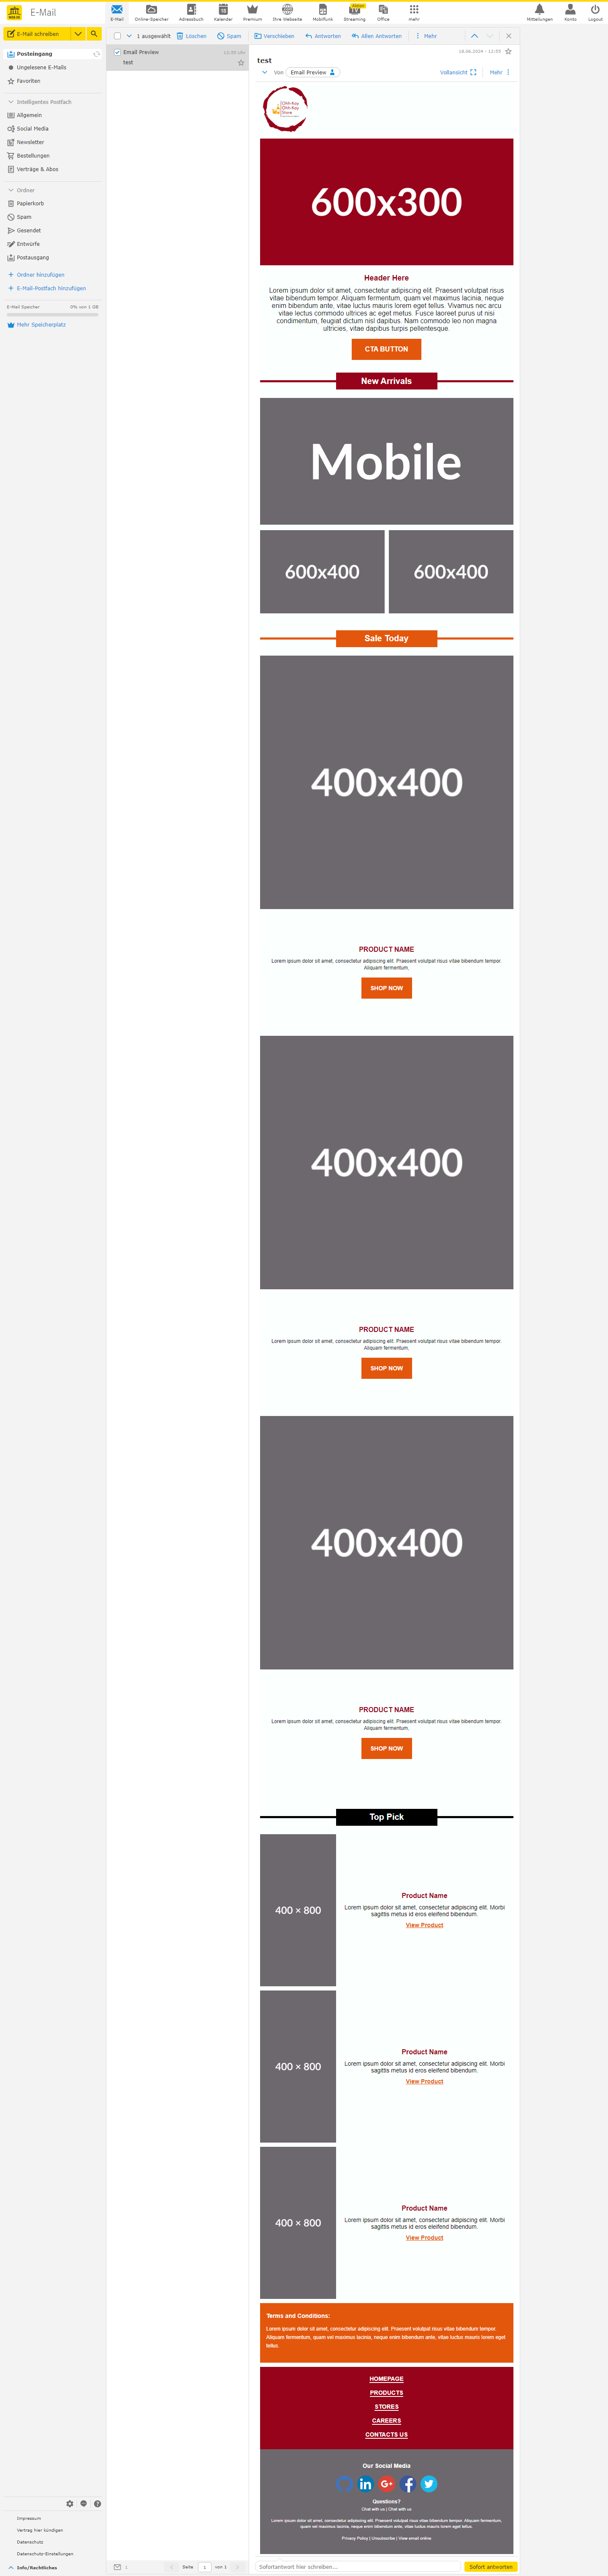 E-Mail
E-Mail
Online-Speicher
Adressbuch
Kalender
Premium
Ihre Webseite
Mobilfunk
Streaming
Office
mehr
Mitteilungen
Konto
Logout
E-Mail schreiben
Posteingang
Ungelesene E-Mails
Favoriten
Intelligentes Postfach
Allgemein
Social Media
Newsletter
Bestellungen
Verträge & Abos
Ordner
Papierkorb
Spam
Gesendet
Entwürfe
Postausgang
Ordner hinzufügen
E-Mail-Postfach hinzufügen
E-Mail Speicher
0% von 1 GB
Mehr Speicherplatz
1 ausgewählt
Löschen
Spam
Verschieben
Antworten
Allen Antworten
Mehr
Email Preview
test
test
Von
Email Preview
Vollansicht
Mehr
600x300
Header Here
Lorem ipsum dolor sit amet, consectetur adipiscing elit. Praesent volutpat risus
vitae bibendum tempor. Aliquam fermentum, quam vel maximus lacinia, neque
enim bibendum ante, vitae luctus mauris lorem eget tellus. Vivamus nec arcu
vitae lectus commodo ultrices ac eget metus. Fusce laoreet purus ut nisi
condimentum, feugiat dictum nisl dapibus. Nam commodo leo non magna
ultricies, vitae dapibus turpis pellentesque.
CTA BUTTON
New Arrivals
Mobile
600x400
600x400
Sale Today
400x400
PRODUCT NAME
Lorem ipsum dolor sit amet, consectetur adipiscing elit. Praesent volutpat risus vitae bibendum tempor.
Aliquam fermentum,
SHOP NOW
400x400
PRODUCT NAME
Lorem ipsum dolor sit amet, consectetur adipiscing elit. Praesent volutpat risus vitae bibendum tempor.
Aliquam fermentum,
SHOP NOW
400x400
PRODUCT NAME
Lorem ipsum dolor sit amet, consectetur adipiscing elit. Praesent volutpat risus vitae bibendum tempor.
Aliquam fermentum,
SHOP NOW
Top Pick
400 × 800
Product Name
Lorem ipsum dolor sit amet, consectetur adipiscing elit. Morbi
sagittis metus id eros eleifend bibendum.
View Product
400 × 800
Product Name
Lorem ipsum dolor sit amet, consectetur adipiscing elit. Morbi
sagittis metus id eros eleifend bibendum.
View Product
400 × 800
Product Name
Lorem ipsum dolor sit amet, consectetur adipiscing elit. Morbi
sagittis metus id eros eleifend bibendum.
View Product
Terms and Conditions:
Lorem ipsum dolor sit amet, consectetur adipiscing elit. Praesent volutpat risus vitae bibendum tempor.
Aliquam fermentum, quam vel maximus lacinia, neque enim bibendum ante, vitae luctus mauris lorem eget
tellus.
HOMEPAGE
PRODUCTS
STORES
CAREERS
CONTACTS US
Our Social Media
Questions?
Chat with us | Chat with us
Lorem ipsum dolor sit amet, consectetur adipiscing elit. Praesent volutpat risus vitae bibendum tempor. Aliquam fermentum,
quam vel maximus lacinia, neque enim bibendum ante, vitae luctus mauris lorem eget tellus.
Privacy Policy | Unsubscribe | View email online
Impressum
Vertrag hier kündigen
Datenschutz
Datenschutz-Einstellungen
Info/Rechtliches
1
Seite
1
von 1
Sofortantwort hier schreiben...
Sofort antworten